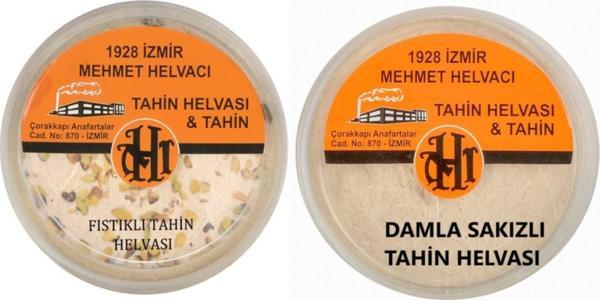 1928 İZMİR
MEHMET HELVACI
TAHİN HELVASI
& TAHİN
Çorakkapı Anafartalar
Cad. No: 870 - İZMİR
FISTIKLI TAHİN
HELVASI
1928 İZMİR
MEHMET HELVACI
TAHİN HELVASI
& TAHİN
Çorakkapı Anafartalar
Cad. No: 870 - İZMİR
DAMLA SAKIZLI
TAHİN HELVASI